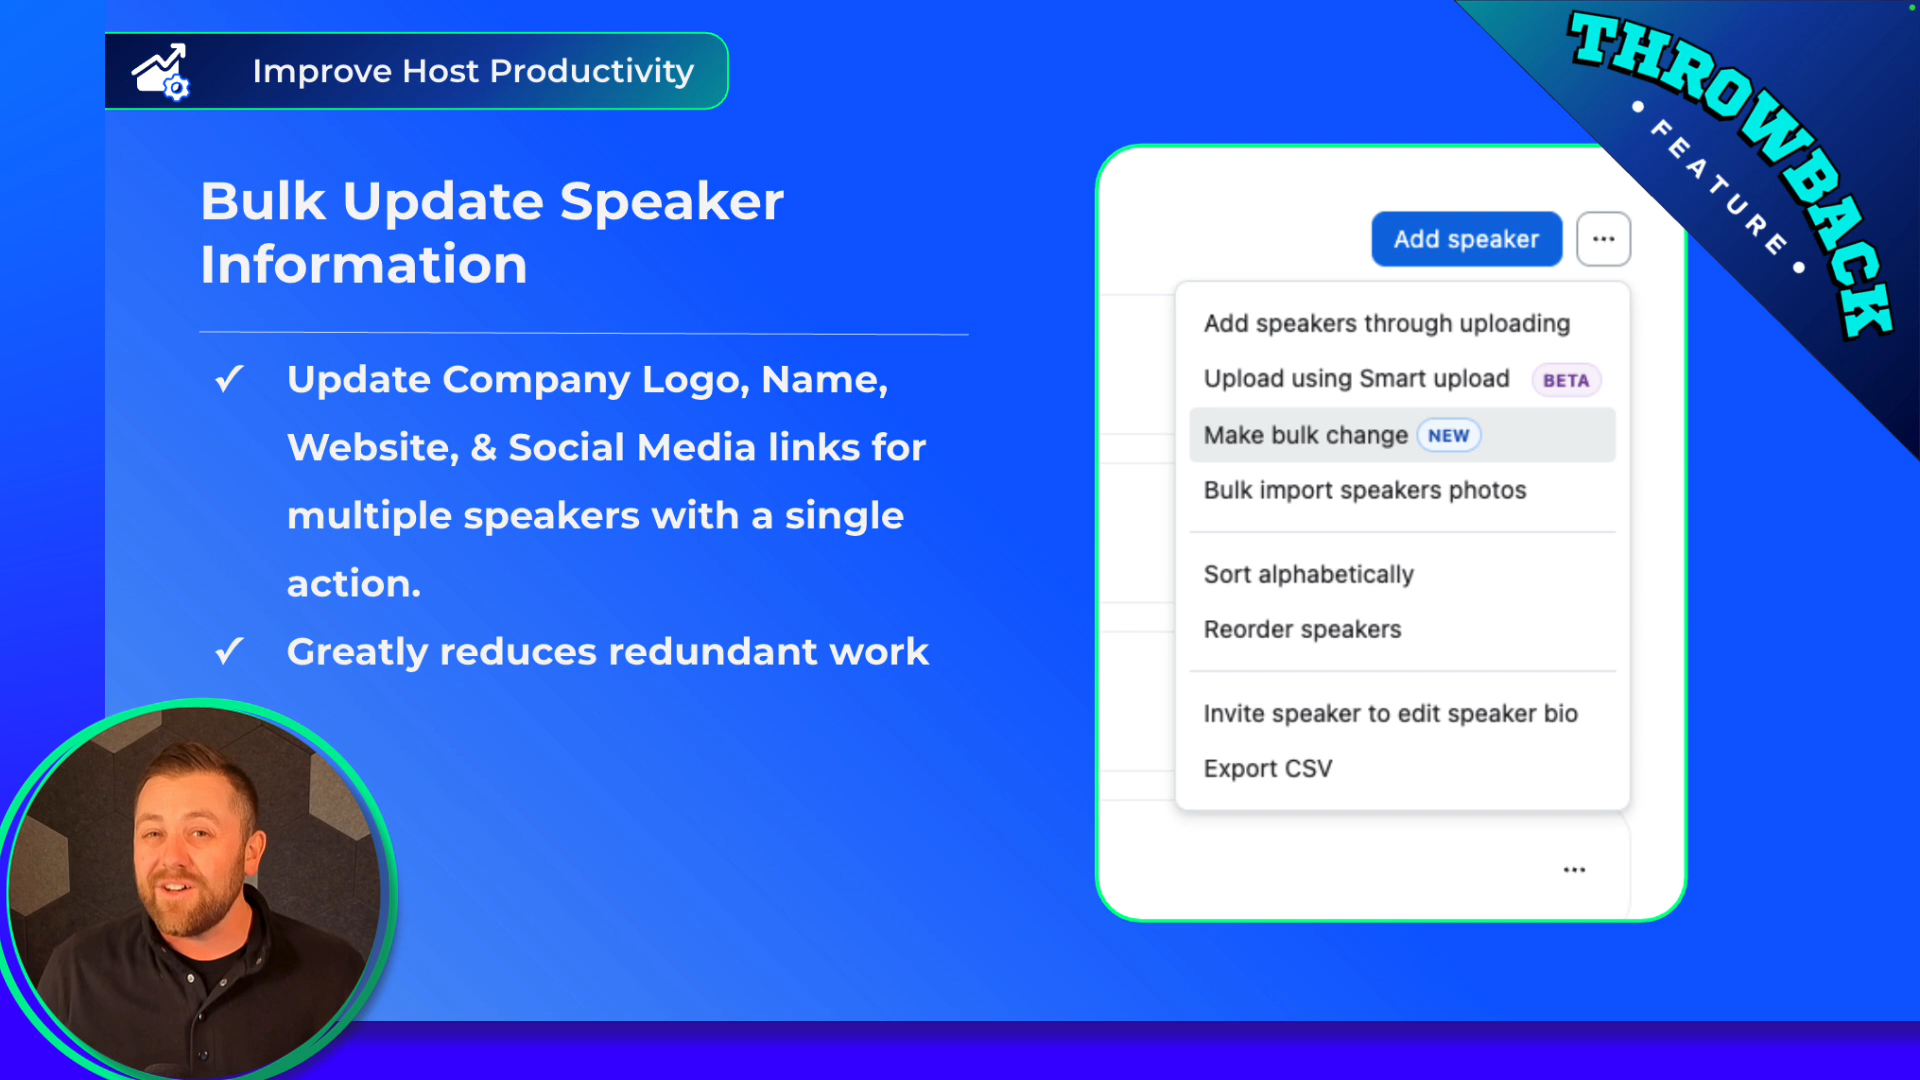 Improve Host Productivity
THROWBACK
• FEATURE •
Bulk Update Speaker
Information
✓ Update Company Logo, Name,
Website, & Social Media links for
multiple speakers with a single
action.
✓ Greatly reduces redundant work
Add speaker
Add speakers through uploading
Upload using Smart upload BETA
Make bulk change NEW
Bulk import speakers photos
Sort alphabetically
Reorder speakers
Invite speaker to edit speaker bio
Export CSV